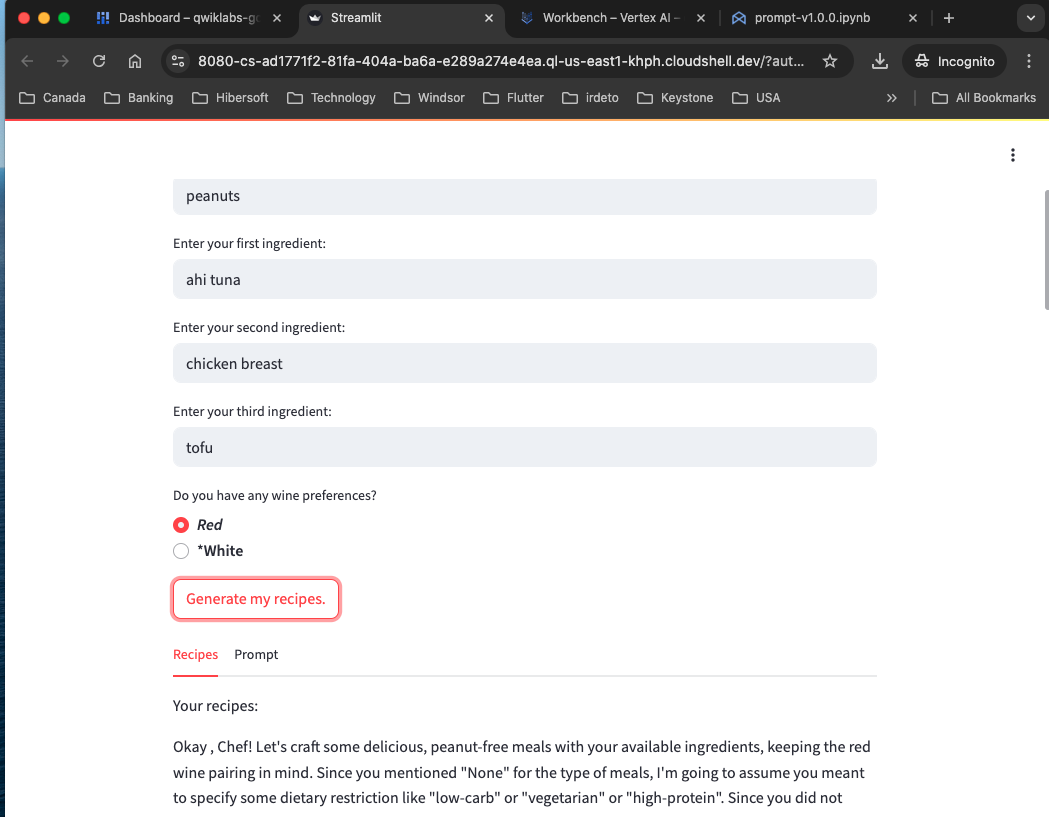 Dashboard – qwiklabs-gc
Streamlit
Workbench – Vertex AI –
prompt-v1.0.0.ipynb
8080-cs-ad1771f2-81fa-404a-ba6a-e289a274e4ea.ql-us-east1-khph.cloudshell.dev/?aut...
Incognito
Canada
Banking
Hibersoft
Technology
Windsor
Flutter
irdeto
Keystone
USA
All Bookmarks
peanuts
Enter your first ingredient:
ahi tuna
Enter your second ingredient:
chicken breast
Enter your third ingredient:
tofu
Do you have any wine preferences?
Red
*White
Generate my recipes.
Recipes
Prompt
Your recipes:
Okay , Chef! Let's craft some delicious, peanut-free meals with your available ingredients, keeping the red
wine pairing in mind. Since you mentioned "None" for the type of meals, I'm going to assume you meant
to specify some dietary restriction like "low-carb" or "vegetarian" or "high-protein". Since you did not